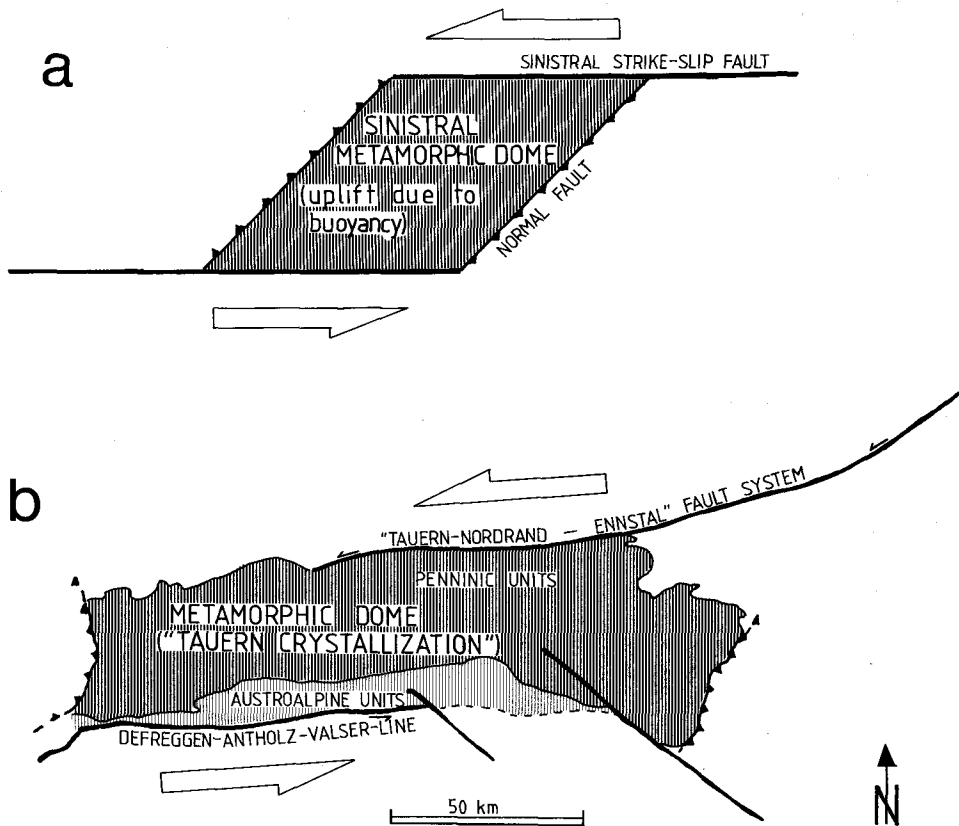 a
SINISTRAL STRIKE-SLIP FAULT
SINISTRAL
METAMORPHIC DOME
(uplift due to
buoyancy)
NORMAL FAULT
b
"TAUERN-NORDRAND – ENNSTAL" FAULT SYSTEM
PENNINIC UNITS
METAMORPHIC DOME
("TAUERN CRYSTALLIZATION")
AUSTROALPINE UNITS
DEFREGGEN-ANTHOLZ-VALSER-LINE
50 km
N